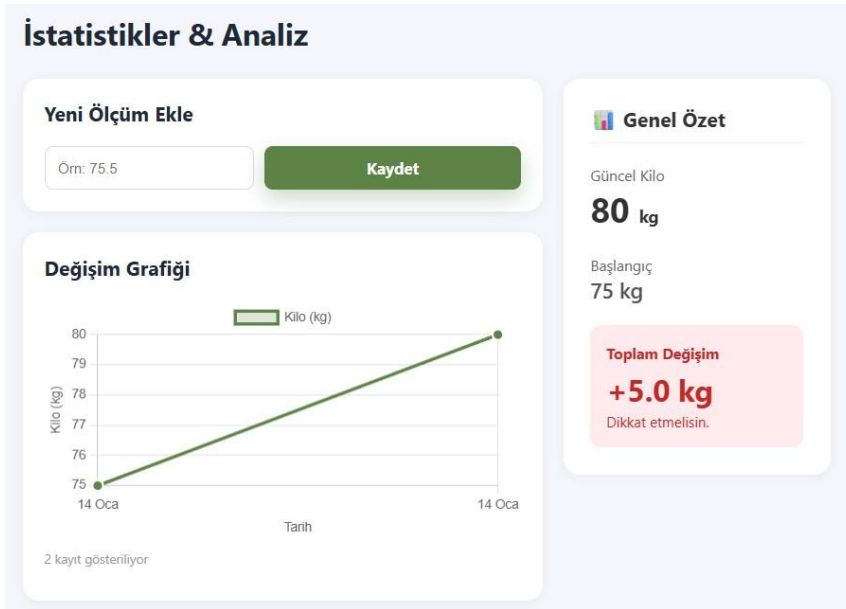 İstatistikler & Analiz
Yeni Ölçüm Ekle
Örn: 75.5
Kaydet
Değişim Grafiği
Kilo (kg)
80
79
78
77
76
75
Kilo (kg)
14 Oca
14 Oca
Tarih
2 kayıt gösteriliyor
Genel Özet
Güncel Kilo
80 kg
Başlangıç
75 kg
Toplam Değişim
+5.0 kg
Dikkat etmelisin.